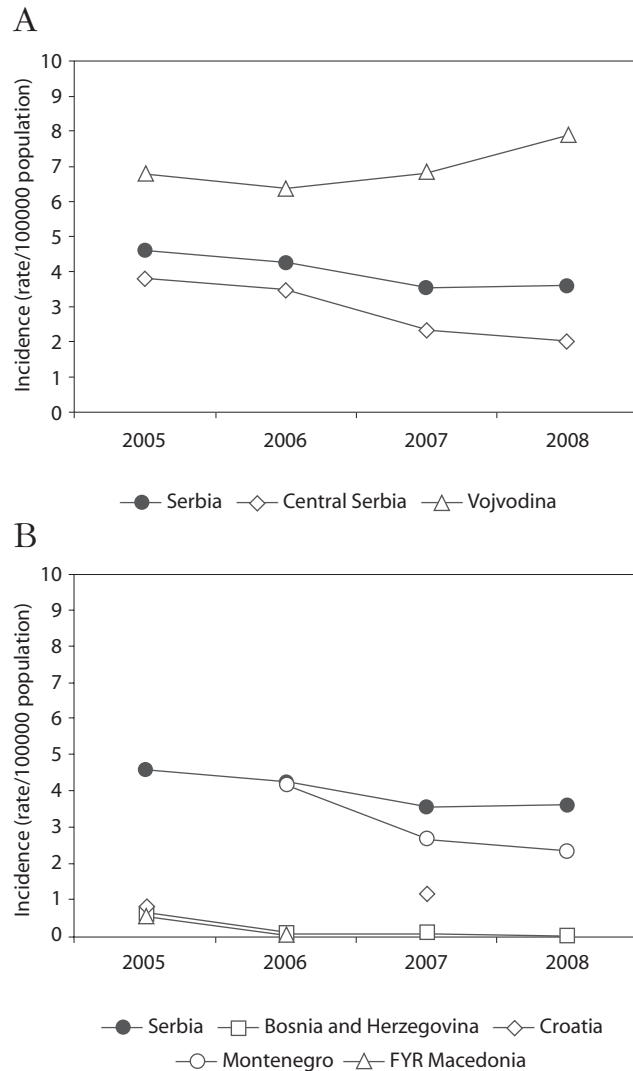 A
Incidence (rate/100000 population)
10
9
8
7
6
5
4
3
2
1
0
2005 2006 2007 2008
Serbia Central Serbia Vojvodina
B
Incidence (rate/100000 population)
10
9
8
7
6
5
4
3
2
1
0
2005 2006 2007 2008
Serbia Bosnia and Herzegovina Croatia
Montenegro FYR Macedonia